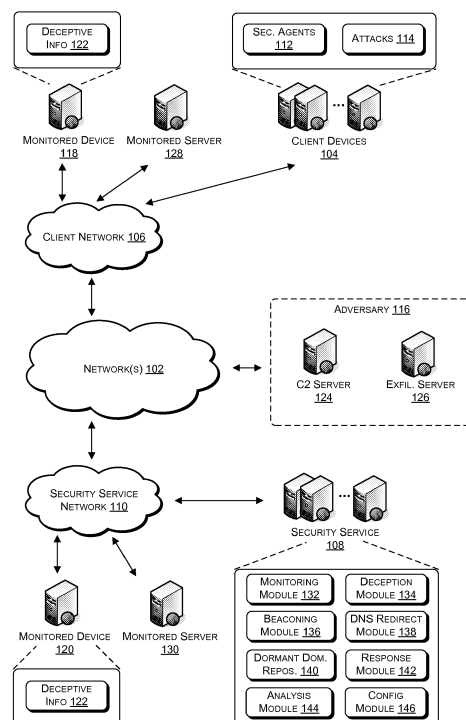 DECEPTIVE
INFO 122
SEC. AGENTS
112
ATTACKS 114
MONITORED DEVICE
118
MONITORED SERVER
128
CLIENT DEVICES
104
CLIENT NETWORK 106
ADVERSARY 116
NETWORK(S) 102
C2 SERVER
124
EXFIL. SERVER
126
SECURITY SERVICE
NETWORK 110
SECURITY SERVICE
108
MONITORED DEVICE
120
MONITORED SERVER
130
DECEPTIVE
INFO 122
MONITORING
MODULE 132
DECEPTION
MODULE 134
BEACONING
MODULE 136
DNS REDIRECT
MODULE 138
DORMANT DOM.
REPOS. 140
RESPONSE
MODULE 142
ANALYSIS
MODULE 144
CONFIG
MODULE 146